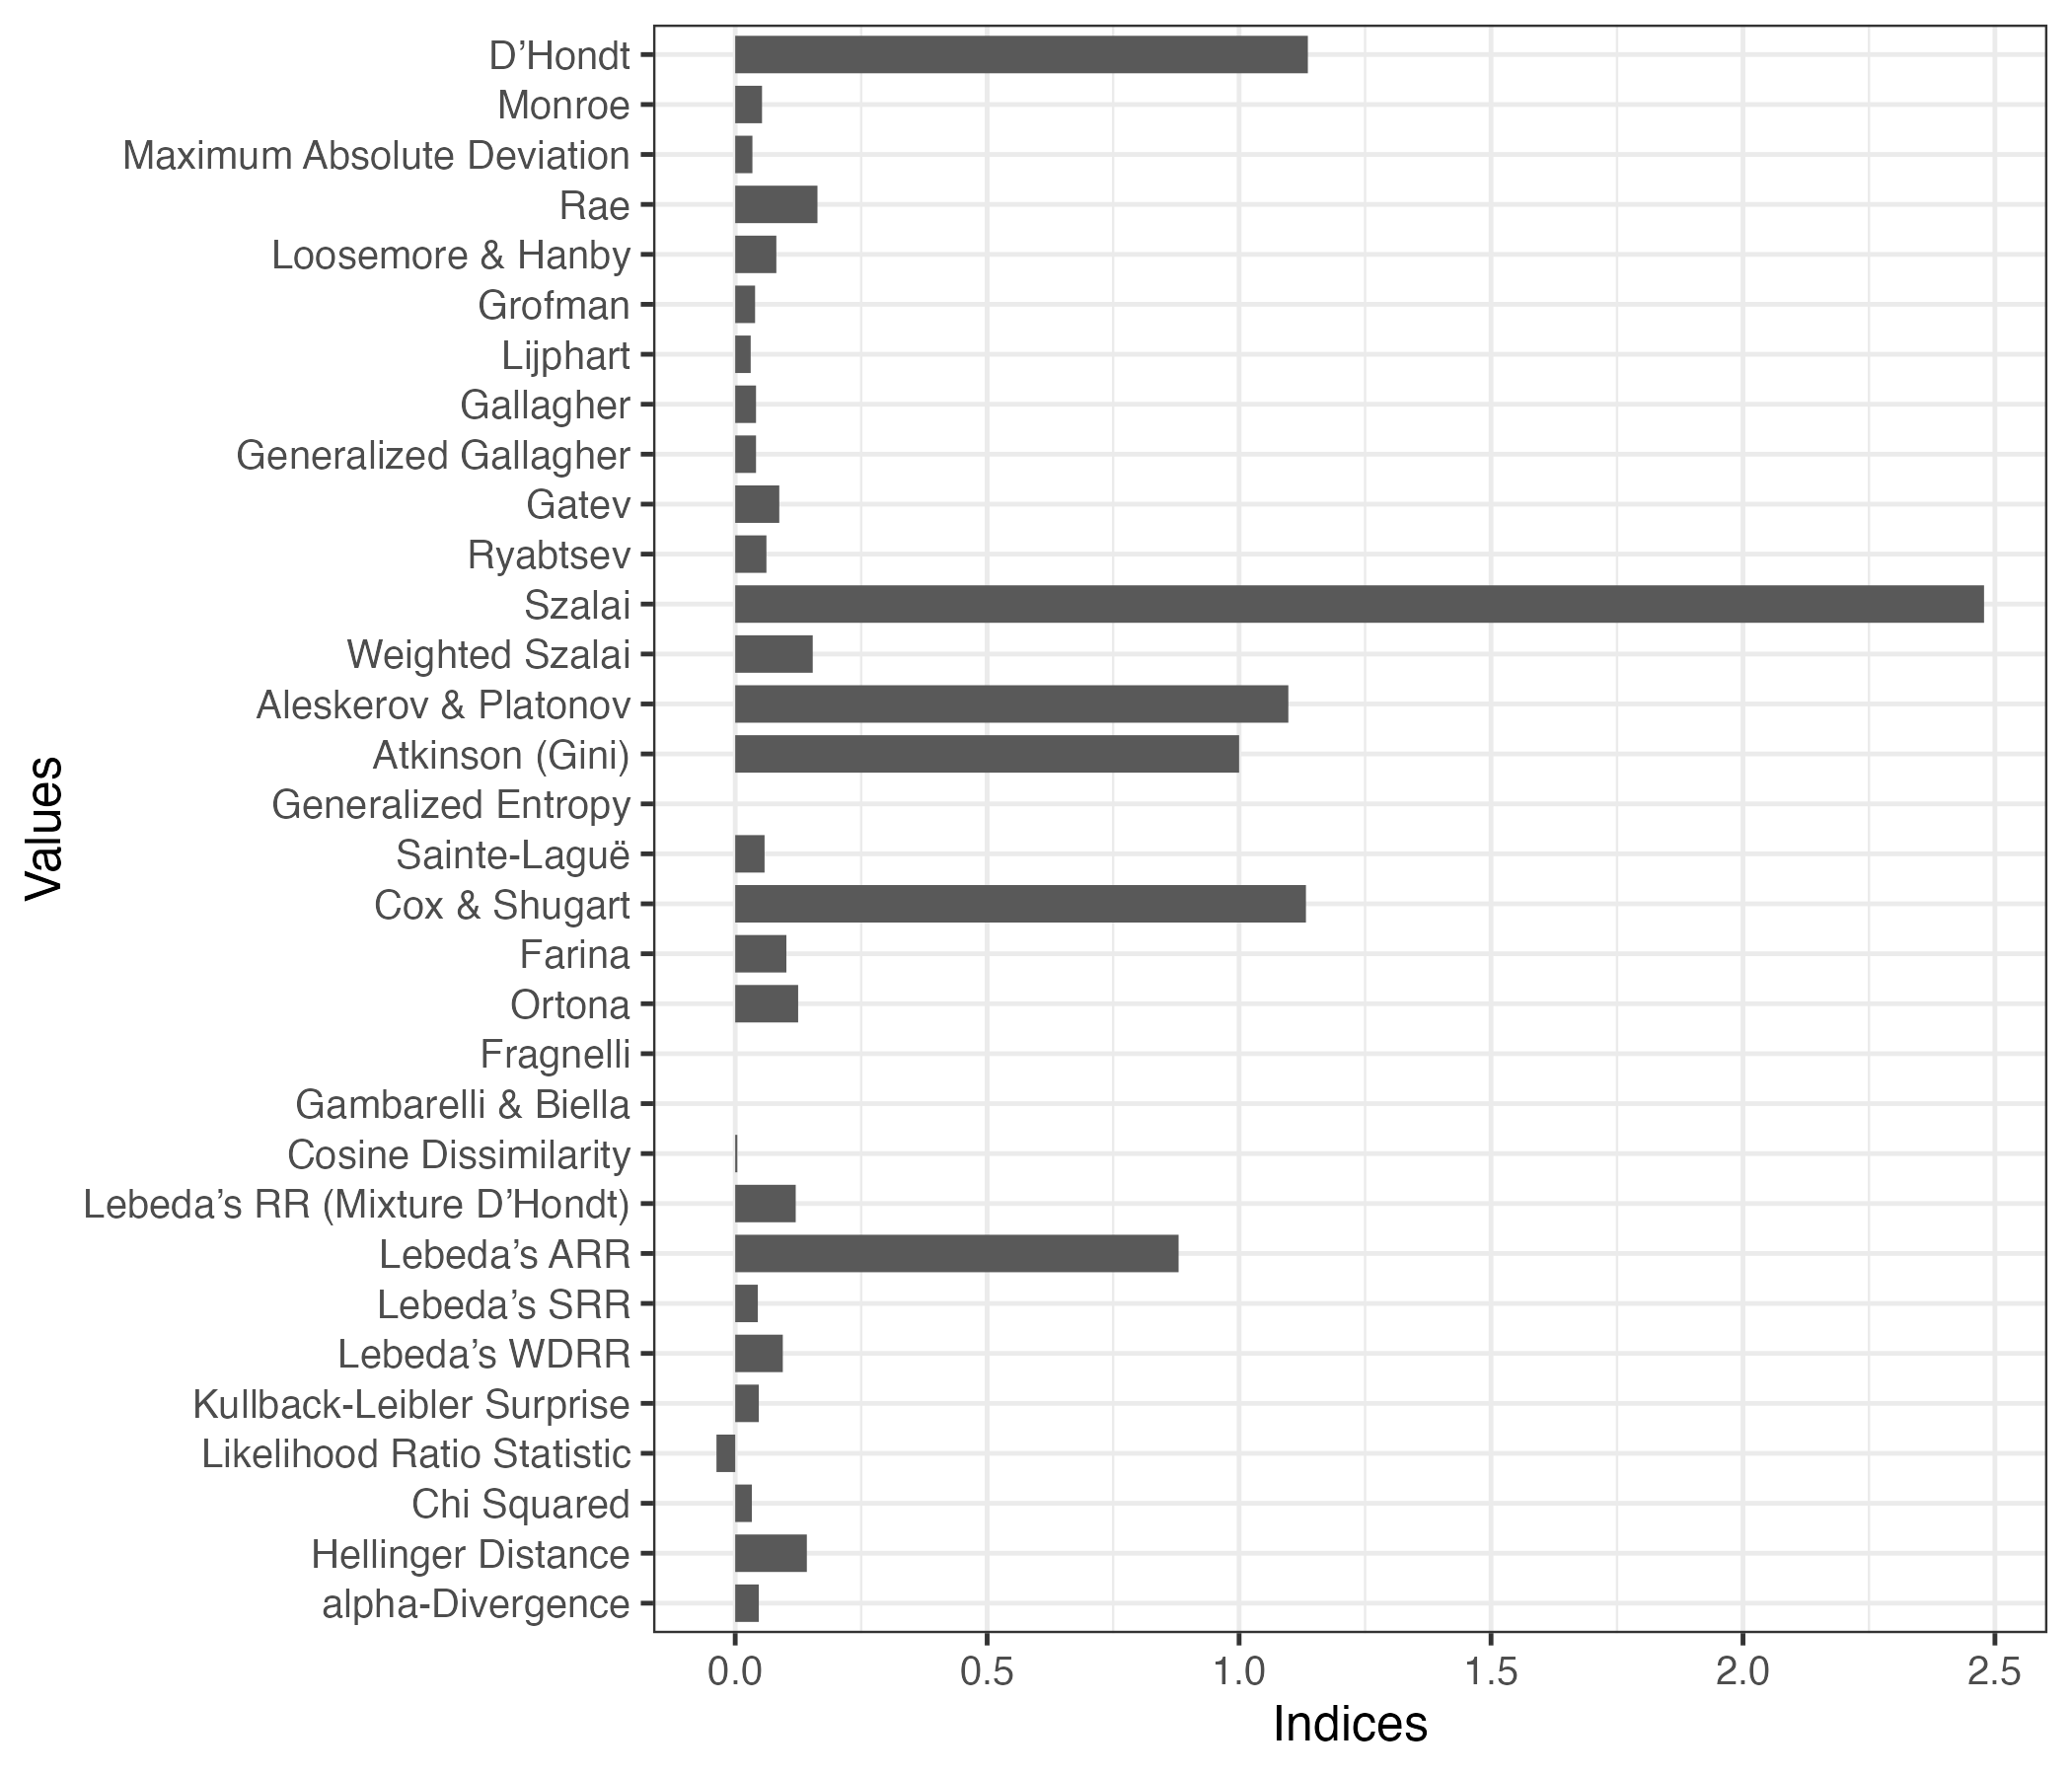 D’Hondt
Monroe
Maximum Absolute Deviation
Rae
Loosemore & Hanby
Grofman
Lijphart
Gallagher
Generalized Gallagher
Gatev
Ryabtsev
Szalai
Weighted Szalai
Aleskerov & Platonov
Atkinson (Gini)
Generalized Entropy
Sainte-Laguë
Cox & Shugart
Farina
Ortona
Fragnelli
Gambarelli & Biella
Cosine Dissimilarity
Lebeda’s RR (Mixture D’Hondt)
Lebeda’s ARR
Lebeda’s SRR
Lebeda’s WDRR
Kullback-Leibler Surprise
Likelihood Ratio Statistic
Chi Squared
Hellinger Distance
alpha-Divergence
Values
0.0 0.5 1.0 1.5 2.0 2.5
Indices